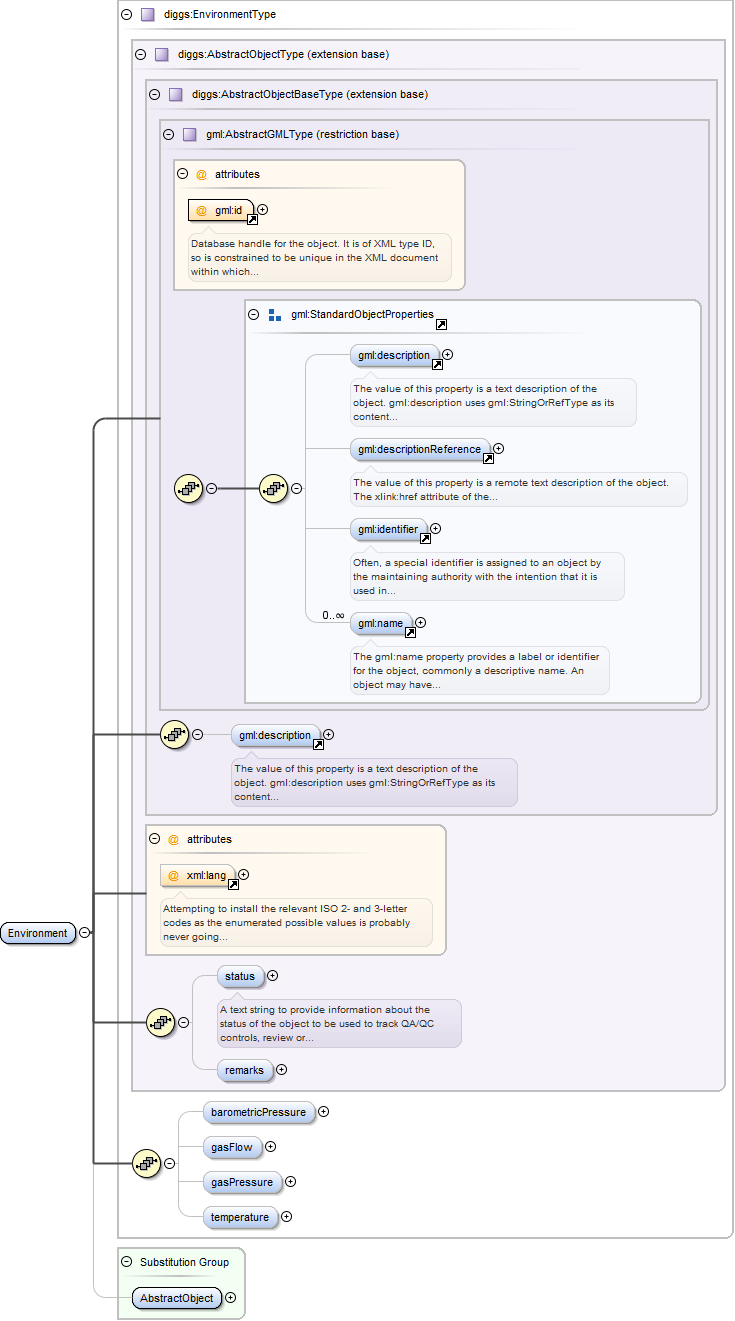 diggs:EnvironmentType
diggs:AbstractObjectType (extension base)
diggs:AbstractObjectBaseType (extension base)
gml:AbstractGMLType (restriction base)
@ attributes
@ gml:id
Database handle for the object. It is of XML type ID,
so is constrained to be unique in the XML document
within which...
gml:StandardObjectProperties
gml:description
The value of this property is a text description of the
object. gml:description uses gml:StringOrRefType as its
content...
gml:descriptionReference
The value of this property is a remote text description of the object.
The xlink:href attribute of the...
gml:identifier
Often, a special identifier is assigned to an object by
the maintaining authority with the intention that it is
used in...
0..∞
gml:name
The gml:name property provides a label or identifier
for the object, commonly a descriptive name. An
object may have...
gml:description
The value of this property is a text description of the
object. gml:description uses gml:StringOrRefType as its
content...
@ attributes
@ xml:lang
Attempting to install the relevant ISO 2- and 3-letter
codes as the enumerated possible values is probably
never going...
Environment
status
A text string to provide information about the
status of the object to be used to track QA/QC
controls, review or...
remarks
barometricPressure
gasFlow
gasPressure
temperature
Substitution Group
AbstractObject